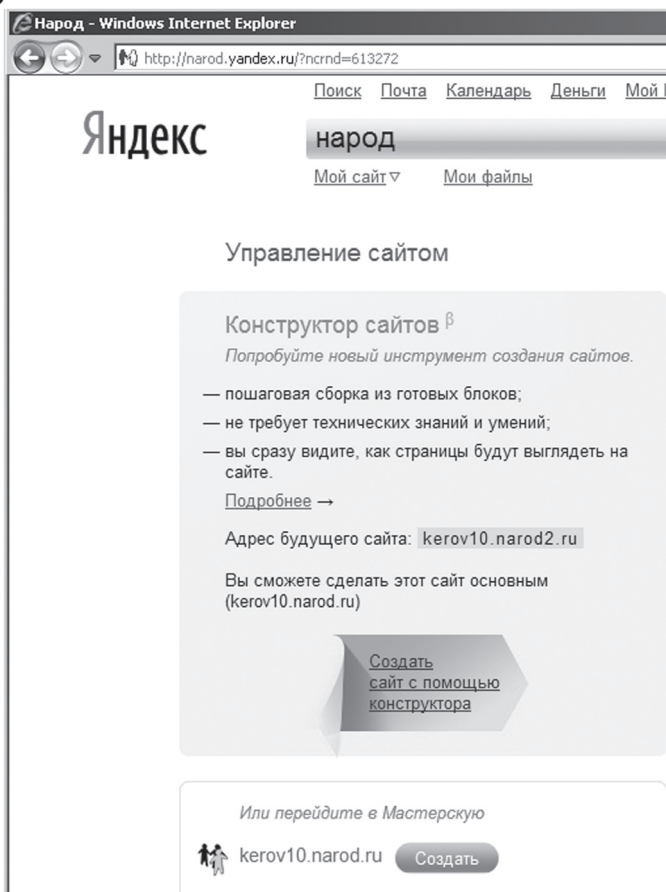 Народ - Windows Internet Explorer
http://narod.yandex.ru/?ncrnd=613272
Поиск Почта Календарь Деньги Мой
Яндекс
народ
Мой сайт Мои файлы
Управление сайтом
Конструктор сайтов β
Попробуйте новый инструмент создания сайтов.
— пошаговая сборка из готовых блоков;
— не требует технических знаний и умений;
— вы сразу видите, как страницы будут выглядеть на
сайте.
Подробнее →
Адрес будущего сайта: kerov10.narod2.ru
Вы сможете сделать этот сайт основным
(kerov10.narod.ru)
Создать
сайт с помощью
конструктора
Или перейдите в Мастерскую
kerov10.narod.ru Создать